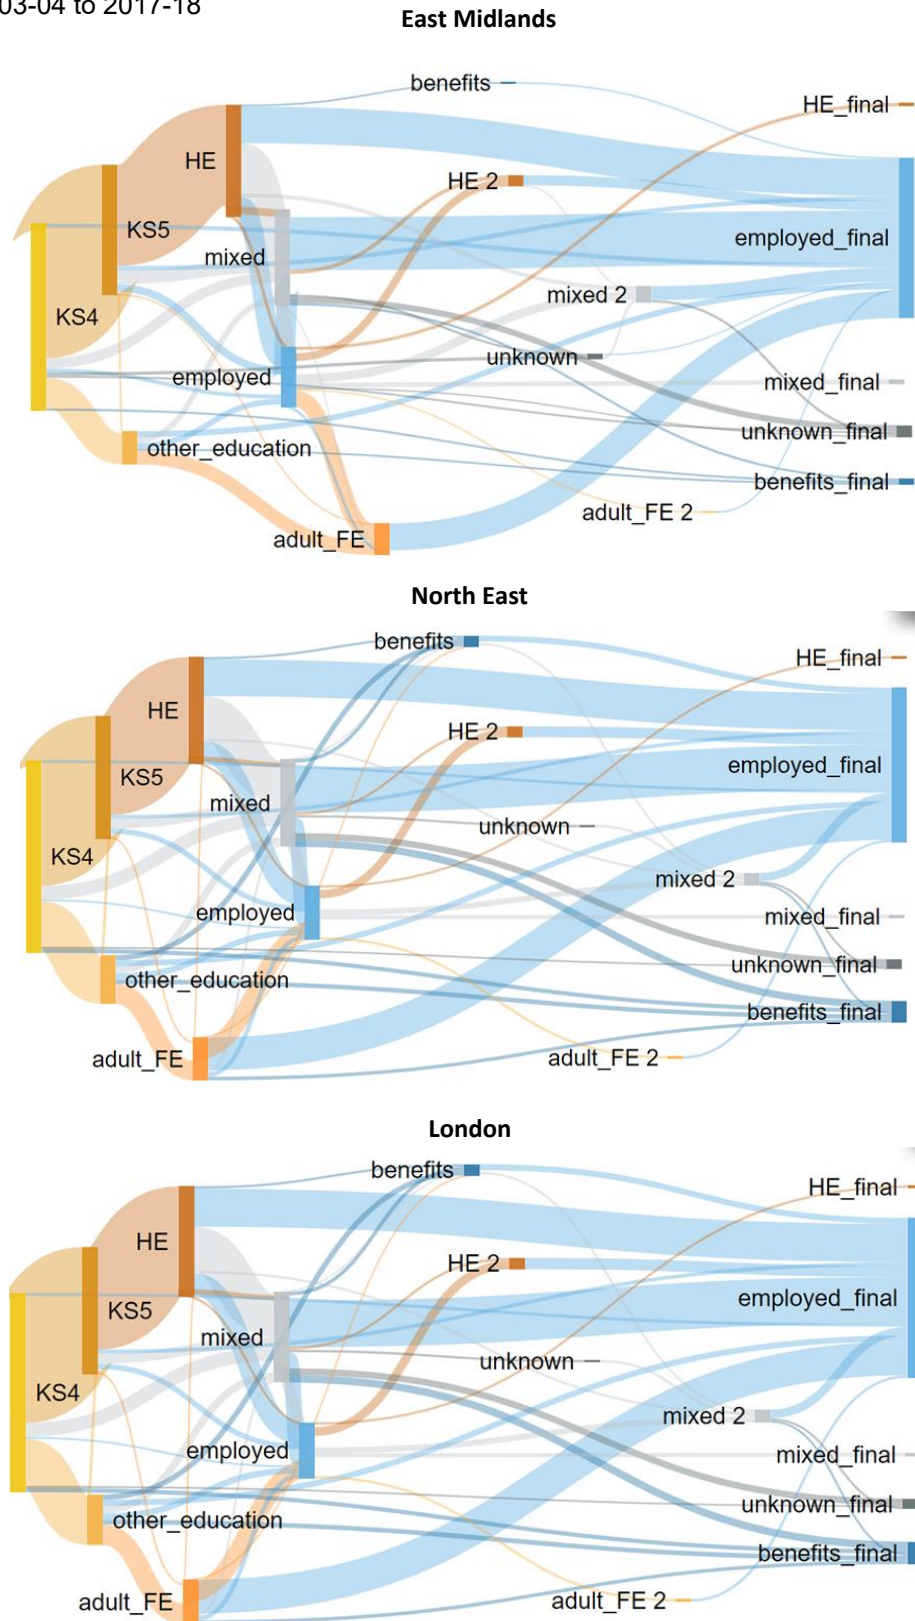 03-04 to 2017-18
East Midlands
benefits
HE_final
HE
HE 2
KS5
mixed
employed_final
mixed 2
KS4
unknown
employed
mixed_final
unknown_final
other_education
benefits_final
adult_FE 2
adult_FE
North East
benefits
HE_final
HE
HE 2
KS5
employed_final
mixed
unknown
KS4
mixed 2
employed
mixed_final
unknown_final
other_education
benefits_final
adult_FE
adult_FE 2
London
benefits
HE_final
HE
HE 2
KS5
employed_final
mixed
unknown
KS4
mixed 2
employed
mixed_final
unknown_final
other_education
benefits_final
adult_FE
adult_FE 2